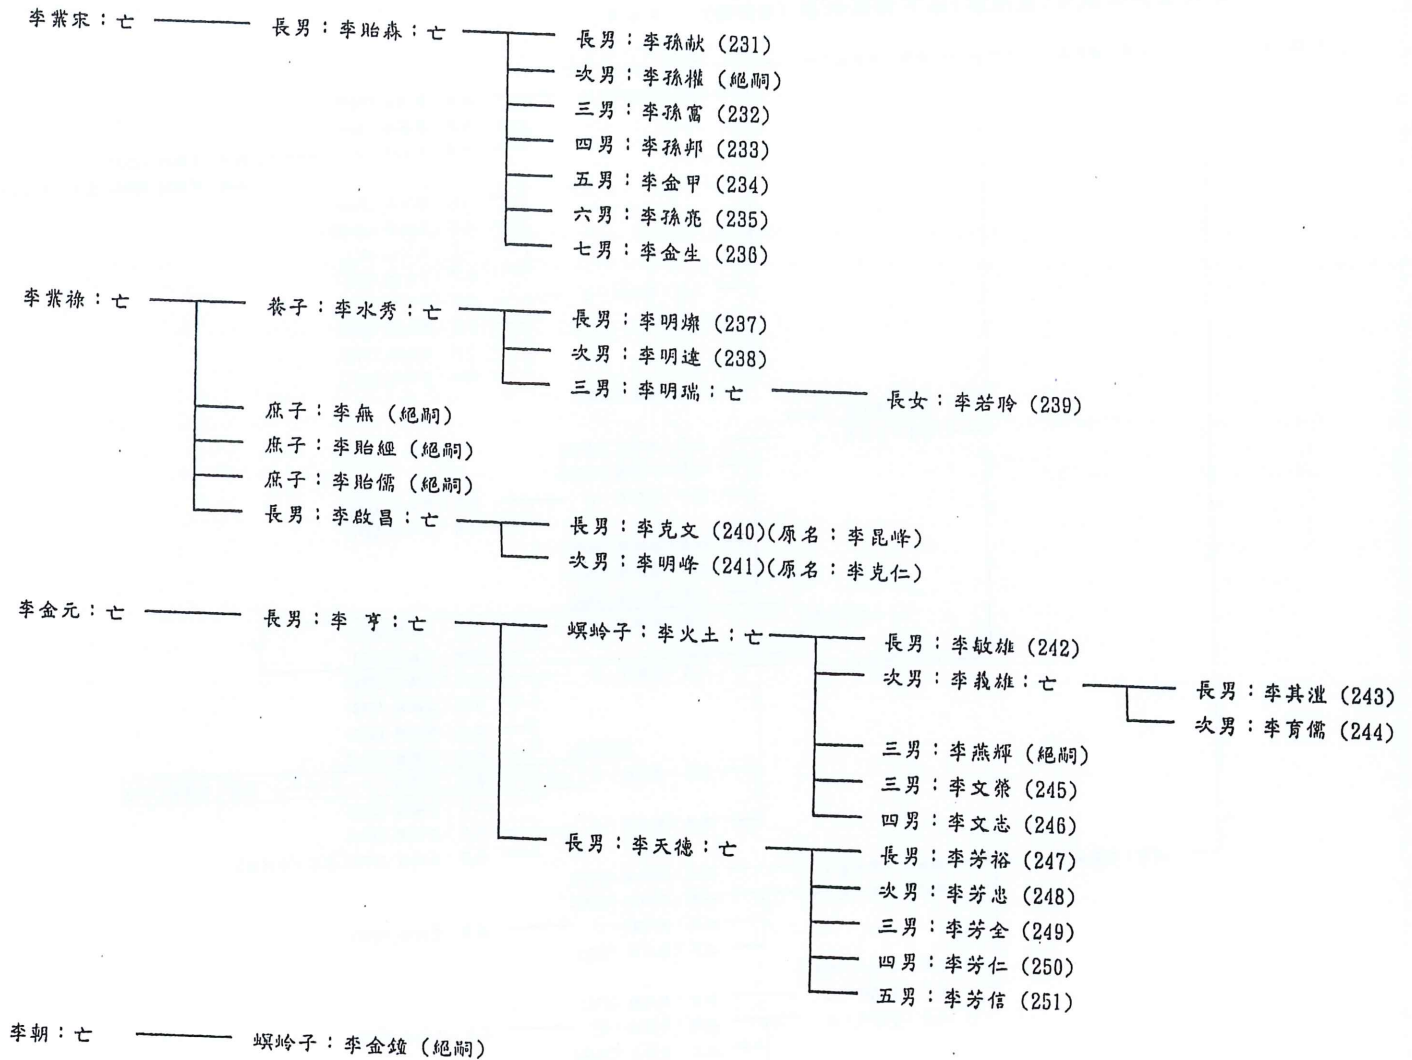 李業宋：亡
長男：李貽森：亡
長男：李孫献 (231)
次男：李孫權 (絕嗣)
三男：李孫富 (232)
四男：李孫邦 (233)
五男：李金甲 (234)
六男：李孫亮 (235)
七男：李金生 (236)
李業祿：亡
養子：李水秀：亡
長男：李明燦 (237)
次男：李明達 (238)
三男：李明瑞：亡
長女：李若聆 (239)
庶子：李無 (絕嗣)
庶子：李貽經 (絕嗣)
庶子：李貽儒 (絕嗣)
長男：李啟昌：亡
長男：李克文 (240)(原名：李昆峰)
次男：李明峰 (241)(原名：李克仁)
李金元：亡
長男：李 亨：亡
螟蛉子：李火土：亡
長男：李敏雄 (242)
次男：李義雄：亡
長男：李其澧 (243)
次男：李育儒 (244)
三男：李燕輝 (絕嗣)
三男：李文榮 (245)
四男：李文志 (246)
長男：李天德：亡
長男：李芳裕 (247)
次男：李芳忠 (248)
三男：李芳全 (249)
四男：李芳仁 (250)
五男：李芳信 (251)
李朝：亡
螟蛉子：李金鐘 (絕嗣)